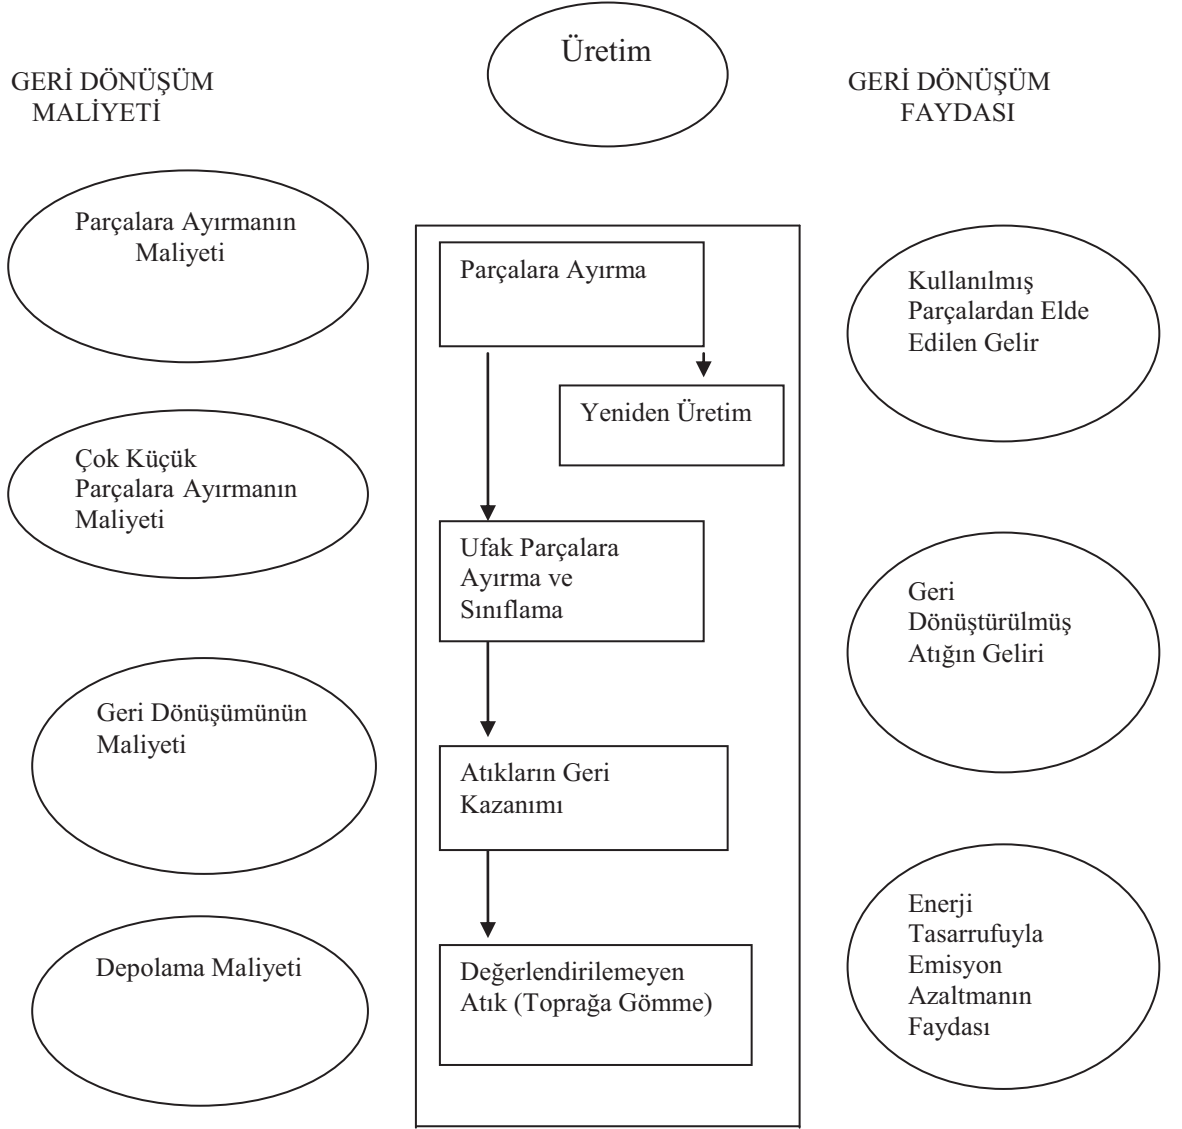 Üretim
GERİ DÖNÜŞÜM
MALİYETİ
GERİ DÖNÜŞÜM
FAYDASI
Parçalara Ayırmanın
Maliyeti
Çok Küçük
Parçalara Ayırmanın
Maliyeti
Geri Dönüşümünün
Maliyeti
Depolama Maliyeti
Parçalara Ayırma
Yeniden Üretim
Ufak Parçalara
Ayırma ve
Sınıflama
Atıkların Geri
Kazanımı
Değerlendirilemeyen
Atık (Toprağa Gömme)
Kullanılmış
Parçalardan Elde
Edilen Gelir
Geri
Dönüştürülmüş
Atığın Geliri
Enerji
Tasarrufuyla
Emisyon
Azaltmanın
Faydası